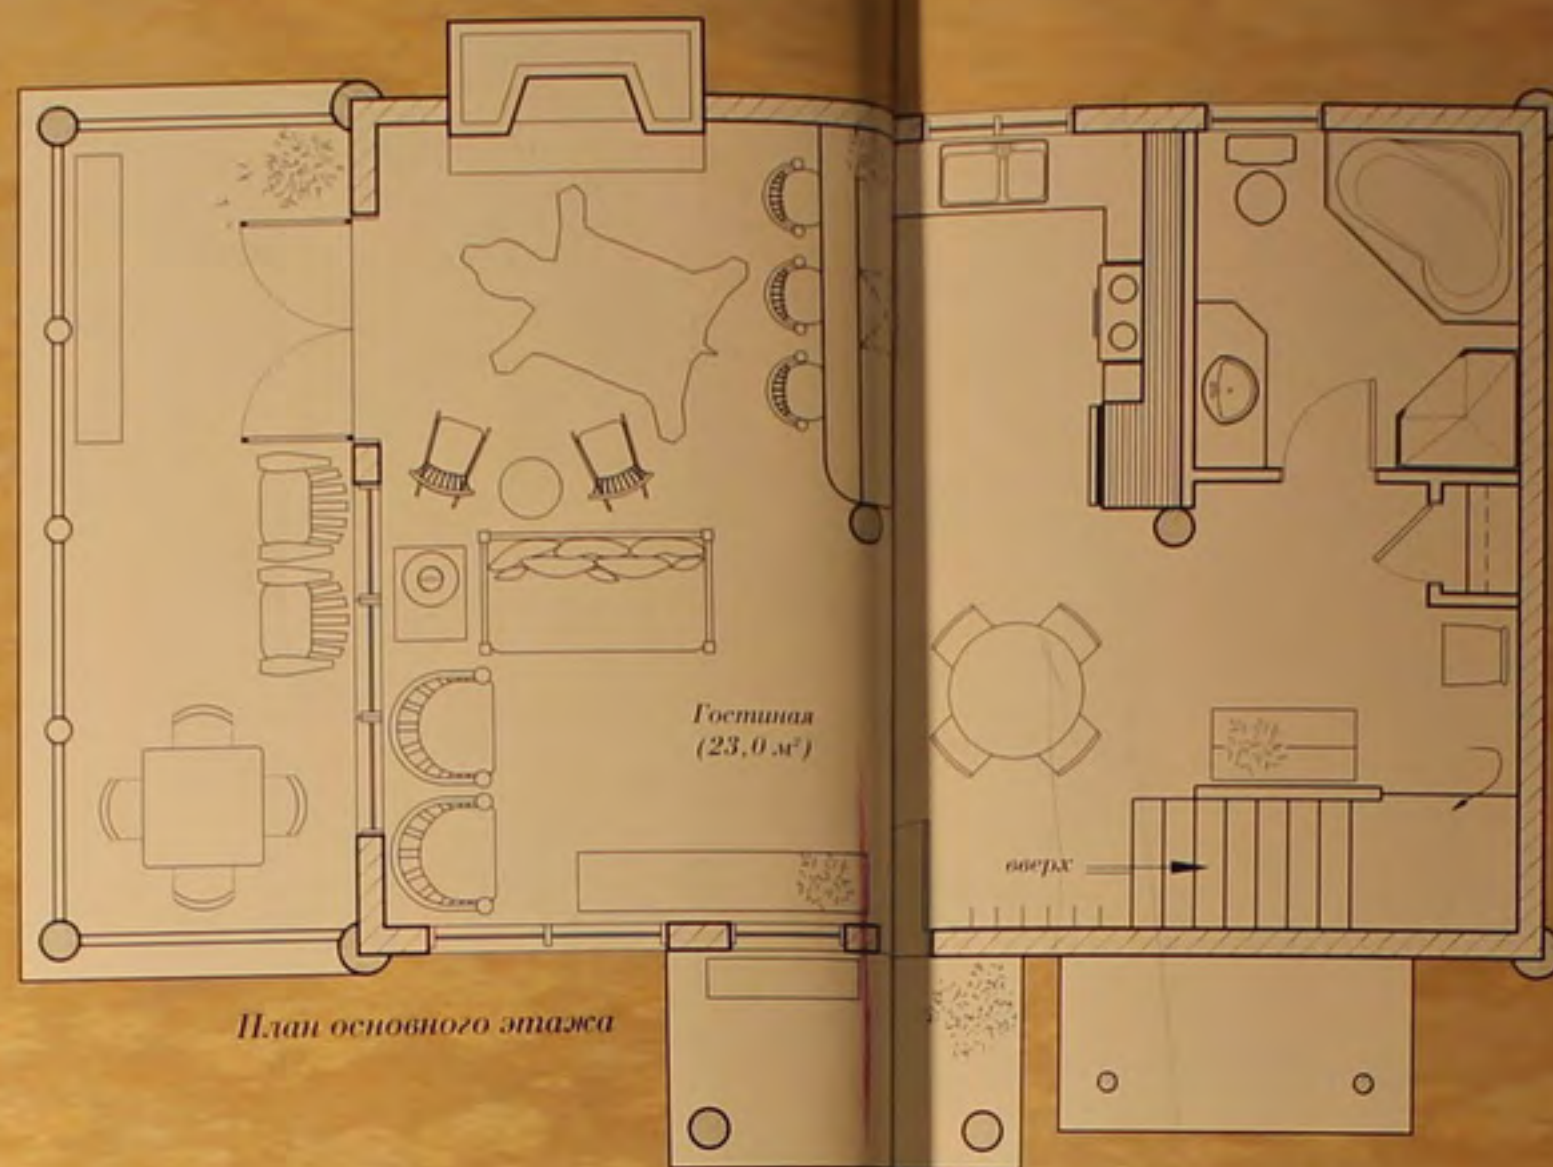 Гостиная
(23,0 м²)
вверх
План основного этажа